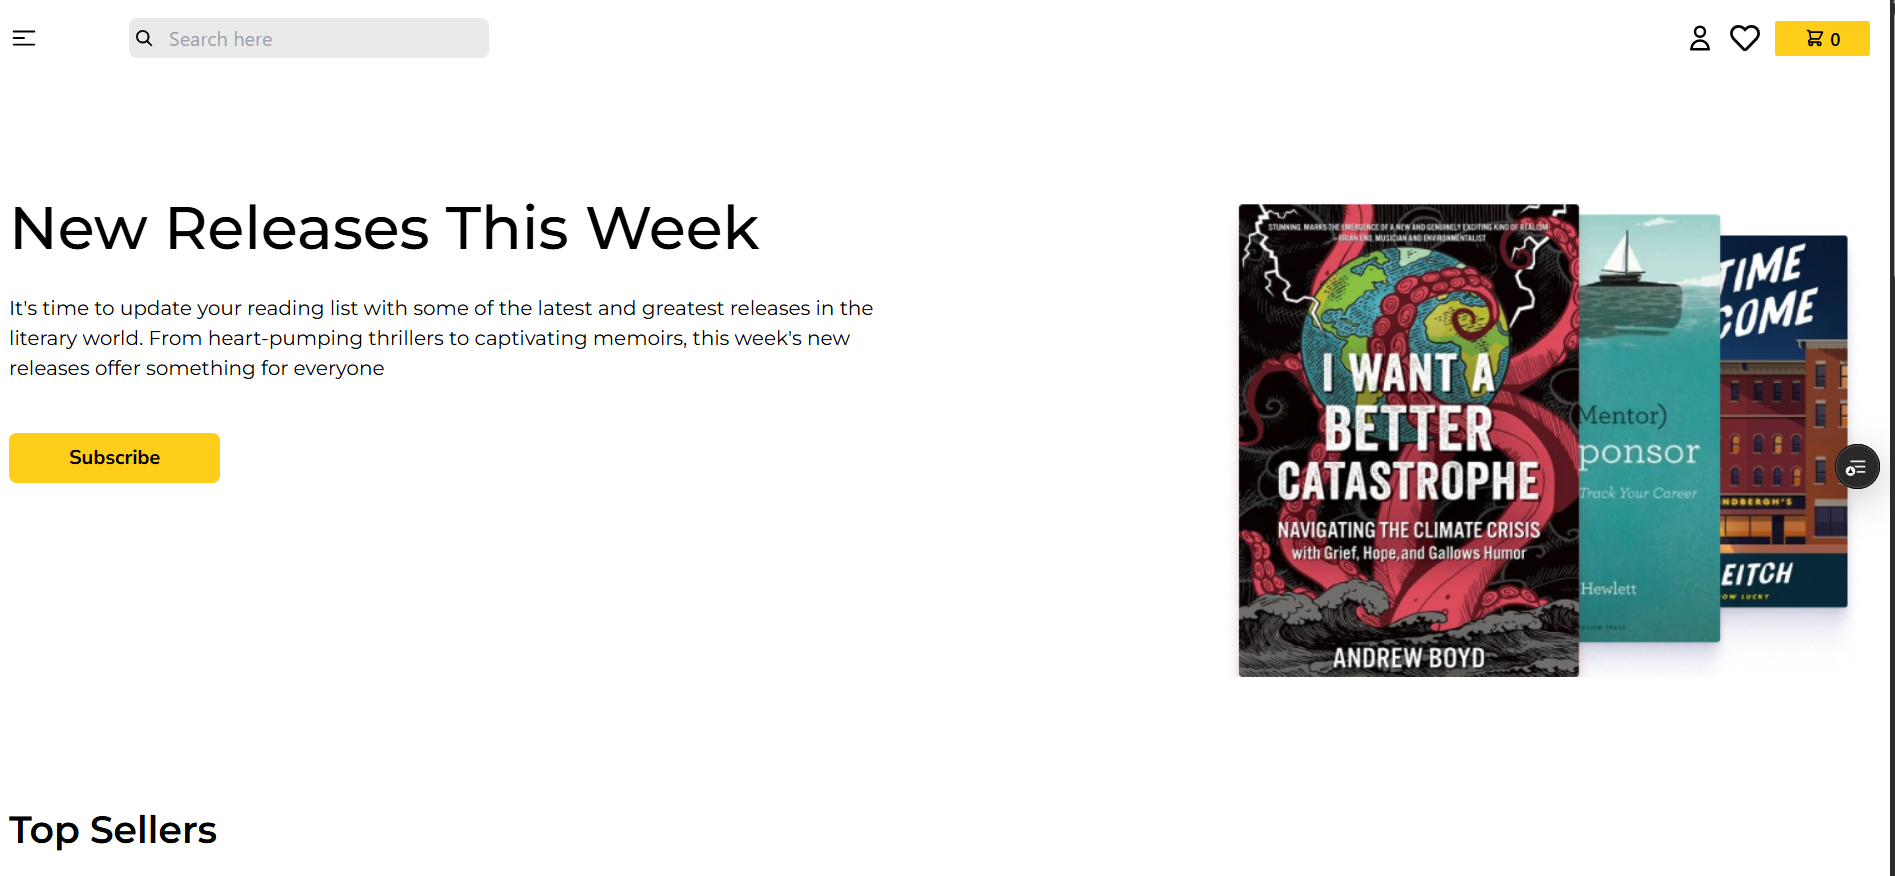 Search here
0
New Releases This Week
It's time to update your reading list with some of the latest and greatest releases in the
literary world. From heart-pumping thrillers to captivating memoirs, this week's new
releases offer something for everyone
Subscribe
STUNNING. MARKS THE EMERGENCE OF A NEW AND GENUINELY EXCITING KIND OF REALISM
–BRIAN ENO, MUSICIAN AND ENVIRONMENTALIST
I WANT A
BETTER
CATASTROPHE
NAVIGATING THE CLIMATE CRISIS
with Grief, Hope, and Gallows Humor
ANDREW BOYD
Mentor)
ponsor
Track Your Career
Hewlett
VIEW PRESS
TIME
COME
NDBERGH'S
EITCH
OW LUCKY
Top Sellers